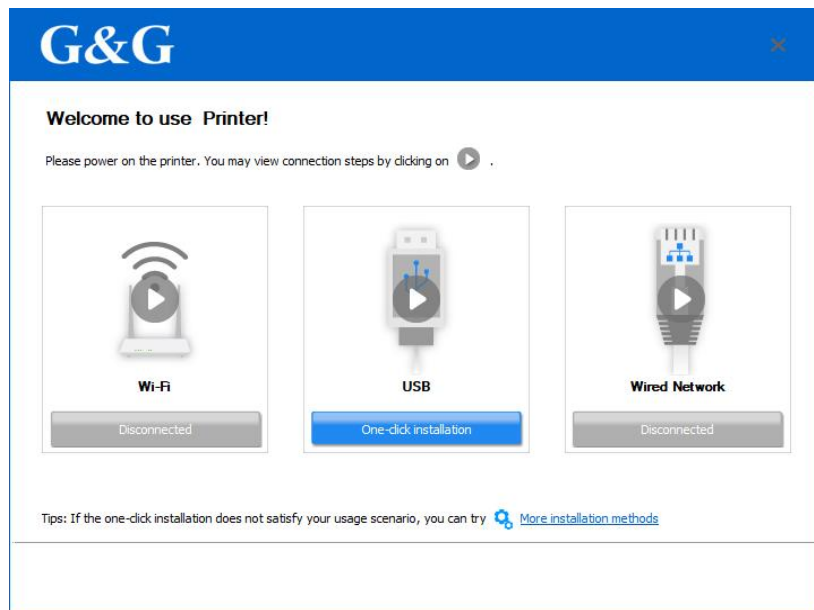 G&G
Welcome to use Printer!
Please power on the printer. You may view connection steps by clicking on .
Wi-Fi
USB
Wired Network
Disconnected
One-click installation
Disconnected
Tips: If the one-click installation does not satisfy your usage scenario, you can try More installation methods